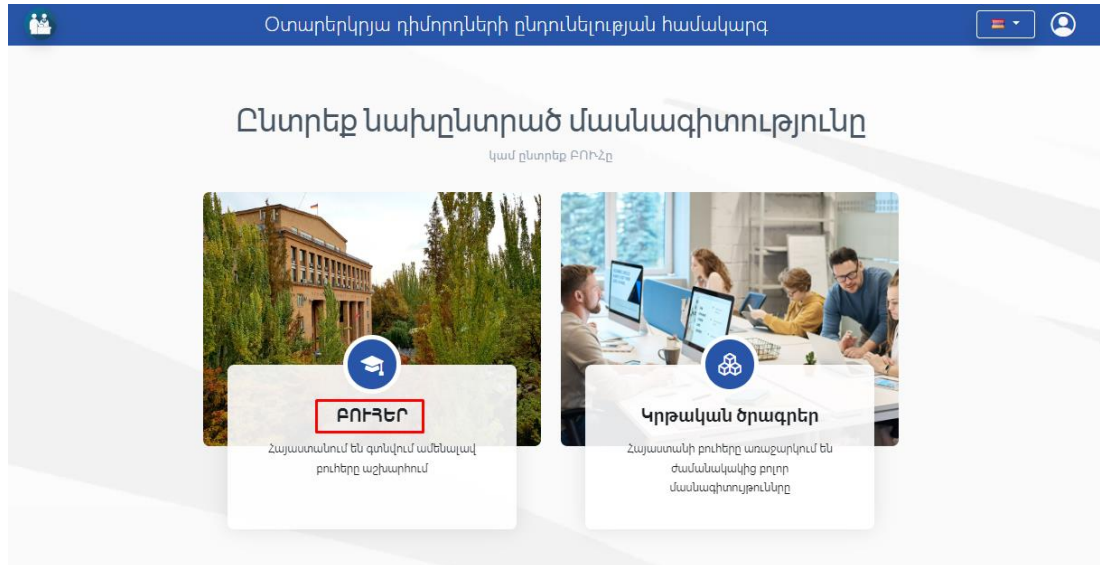 Օտարերկրյա դիմորդների ընդունելության համակարգ
Ընտրեք նախընտրած մասնագիտությունը
կամ ընտրեք ԲՈՒՀը
ԲՈՒՀԵՐ
Հայաստանում են գտնվում ամենալավ
բուհերը աշխարհում
Կրթական ծրագրեր
Հայաստանի բուհերը առաջարկում են
ժամանակակից բոլոր
մասնագիտույթուննրը